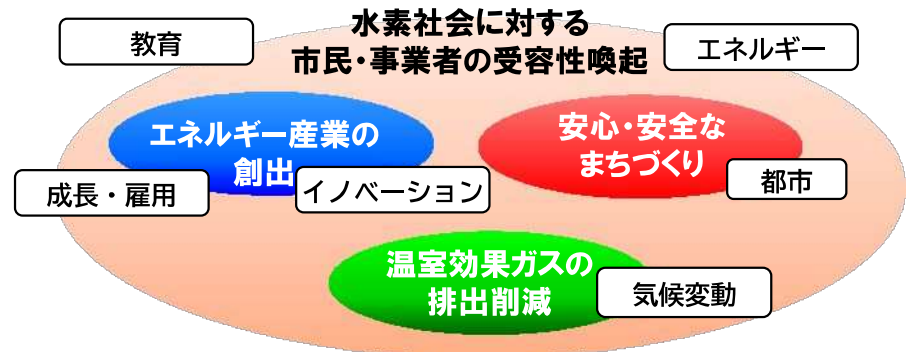 水素社会に対する
市民・事業者の受容性喚起
教育
エネルギー
エネルギー産業の
創出
成長・雇用
イノベーション
安心・安全な
まちづくり
都市
温室効果ガスの
排出削減
気候変動